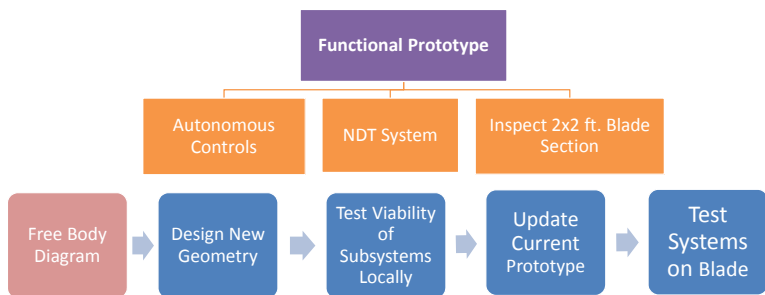 Functional Prototype
Autonomous
Controls
NDT System
Inspect 2x2 ft. Blade
Section
Free Body
Diagram
Design New
Geometry
Test Viability
of
Subsystems
Locally
Update
Current
Prototype
Test
Systems
on Blade